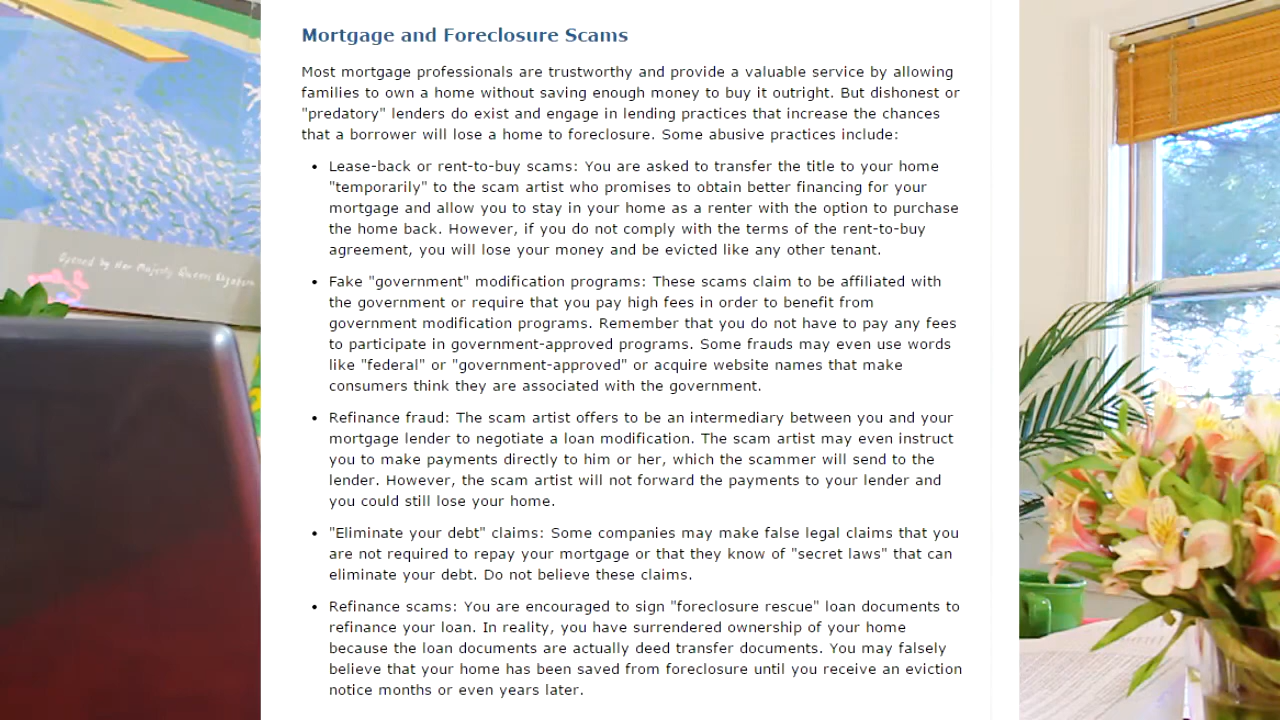 Mortgage and Foreclosure Scams
Most mortgage professionals are trustworthy and provide a valuable service by allowing
families to own a home without saving enough money to buy it outright. But dishonest or
"predatory" lenders do exist and engage in lending practices that increase the chances
that a borrower will lose a home to foreclosure. Some abusive practices include:
• Lease-back or rent-to-buy scams: You are asked to transfer the title to your home
"temporarily" to the scam artist who promises to obtain better financing for your
mortgage and allow you to stay in your home as a renter with the option to purchase
the home back. However, if you do not comply with the terms of the rent-to-buy
agreement, you will lose your money and be evicted like any other tenant.
• Fake "government" modification programs: These scams claim to be affiliated with
the government or require that you pay high fees in order to benefit from
government modification programs. Remember that you do not have to pay any fees
to participate in government-approved programs. Some frauds may even use words
like "federal" or "government-approved" or acquire website names that make
consumers think they are associated with the government.
• Refinance fraud: The scam artist offers to be an intermediary between you and your
mortgage lender to negotiate a loan modification. The scam artist may even instruct
you to make payments directly to him or her, which the scammer will send to the
lender. However, the scam artist will not forward the payments to your lender and
you could still lose your home.
• "Eliminate your debt" claims: Some companies may make false legal claims that you
are not required to repay your mortgage or that they know of "secret laws" that can
eliminate your debt. Do not believe these claims.
• Refinance scams: You are encouraged to sign "foreclosure rescue" loan documents to
refinance your loan. In reality, you have surrendered ownership of your home
because the loan documents are actually deed transfer documents. You may falsely
believe that your home has been saved from foreclosure until you receive an eviction
notice months or even years later.
Opened by Her Majesty Queen Elizabeth